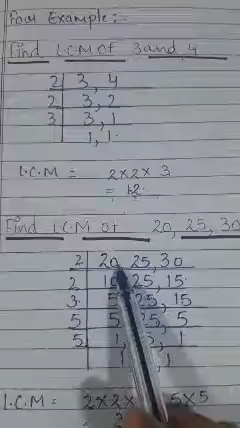 Four Example:-
Find L.C.M of 3 and 4
2 | 3, 4
2 | 3, 2
3 | 3, 1
1, 1.
L.C.M = 2×2×3
= 12.
Find L.C.M of 20, 25, 30
2 | 20, 25, 30
2 | 10, 25, 15
3 | 5, 25, 15
5 | 5, 25, 5
5 | 1, 5, 1
1, 1
L.C.M = 2×2× 5×5